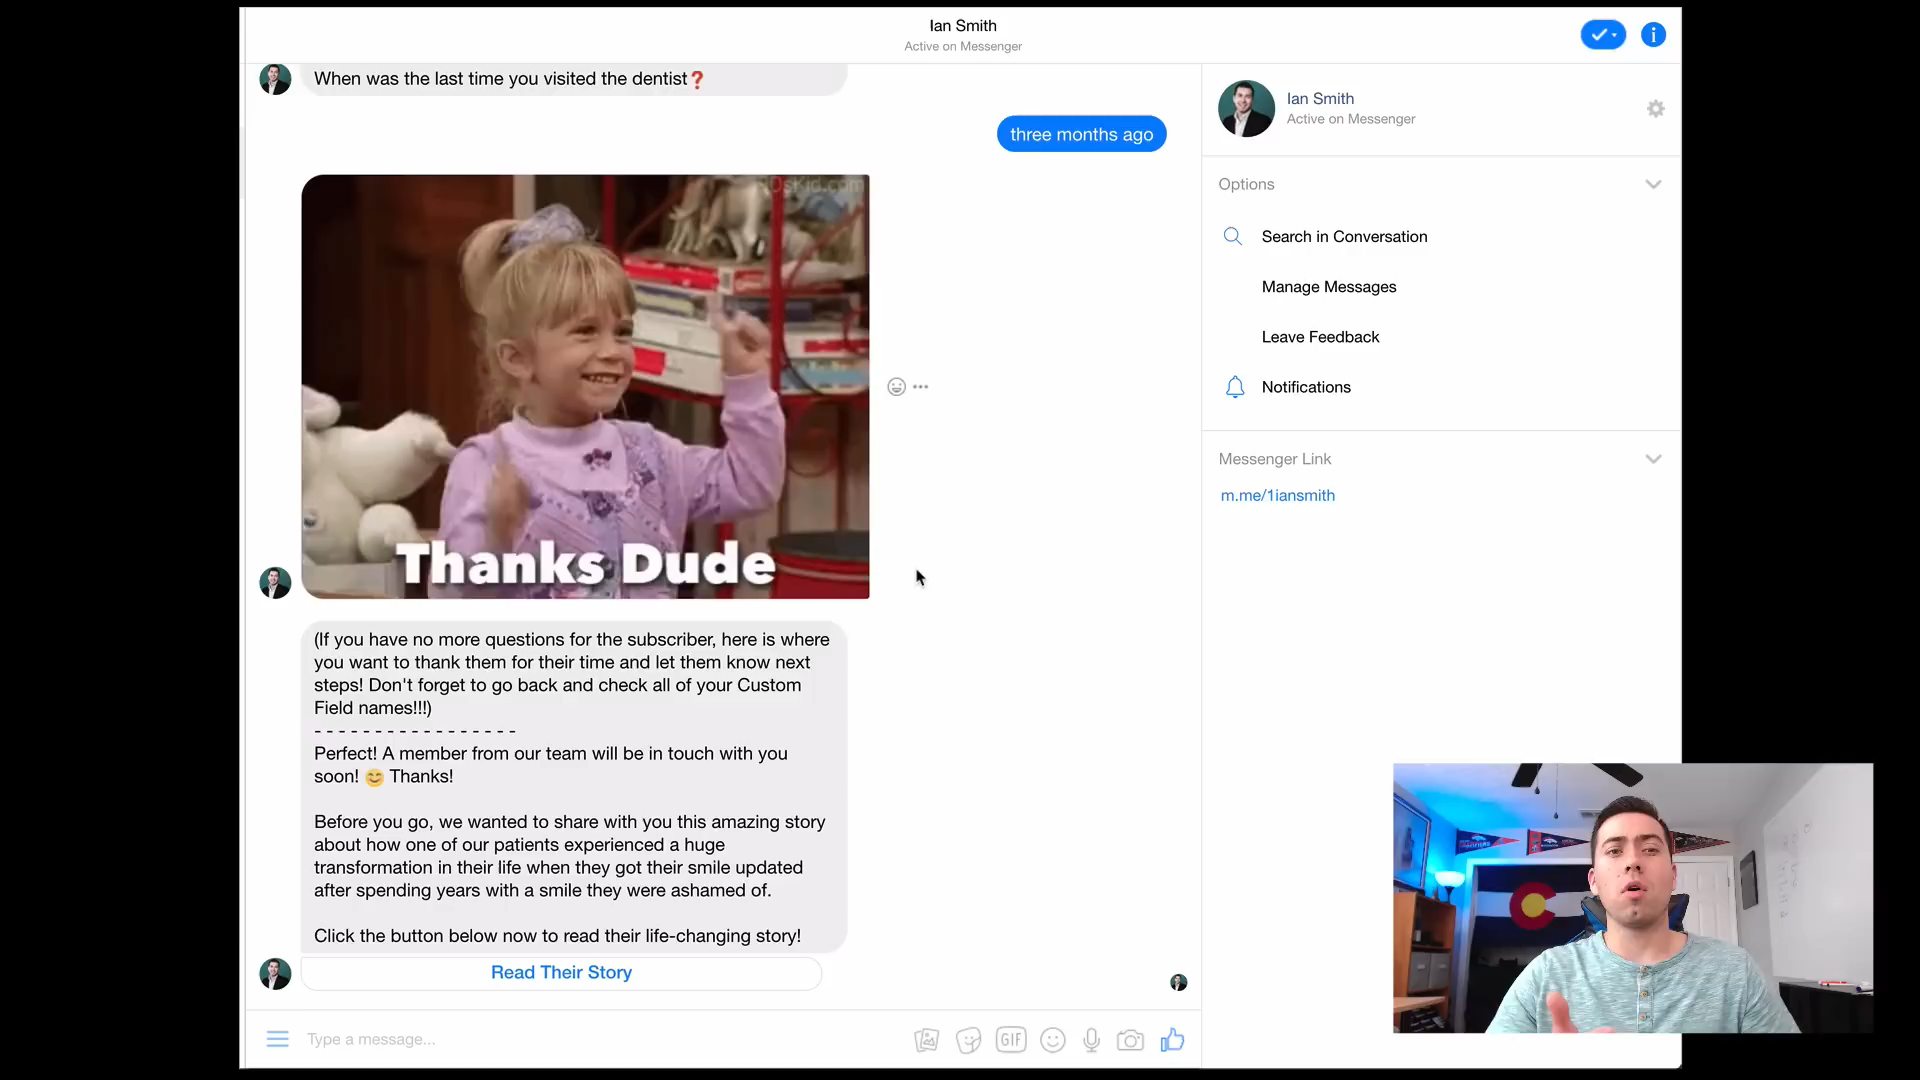 Ian Smith
Active on Messenger
When was the last time you visited the dentist❓
three months ago
Thanks Dude
(If you have no more questions for the subscriber, here is where
you want to thank them for their time and let them know next
steps! Don't forget to go back and check all of your Custom
Field names!!!)
- - - - - - - - - - - - - - - - -
Perfect! A member from our team will be in touch with you
soon! 😊 Thanks!
Before you go, we wanted to share with you this amazing story
about how one of our patients experienced a huge
transformation in their life when they got their smile updated
after spending years with a smile they were ashamed of.
Click the button below now to read their life-changing story!
Read Their Story
Type a message...
GIF
Ian Smith
Active on Messenger
Options
Search in Conversation
Manage Messages
Leave Feedback
Notifications
Messenger Link
m.me/1iansmith